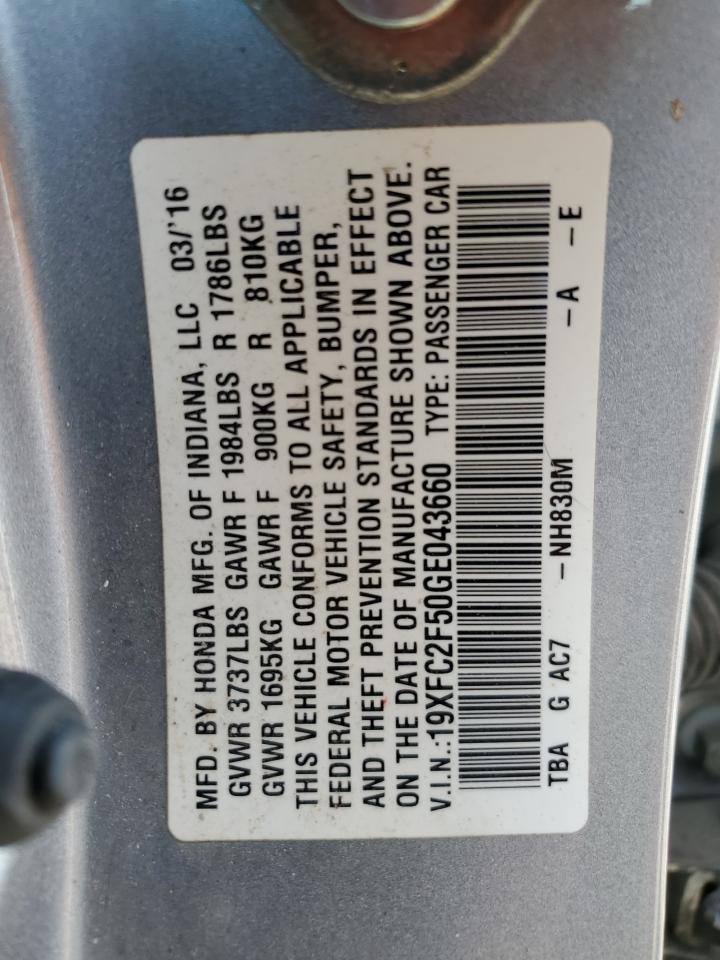 MFD. BY HONDA MFG. OF INDIANA, LLC 03/'16
GVWR 3737LBS GAWR F 1984LBS R 1786LBS
GVWR 1695KG GAWR F 900KG R 810KG
THIS VEHICLE CONFORMS TO ALL APPLICABLE
FEDERAL MOTOR VEHICLE SAFETY, BUMPER,
AND THEFT PREVENTION STANDARDS IN EFFECT
ON THE DATE OF MANUFACTURE SHOWN ABOVE.
V.I.N.:19XFC2F50GE043660 TYPE: PASSENGER CAR
TBA G AC7 -NH830M -A -E